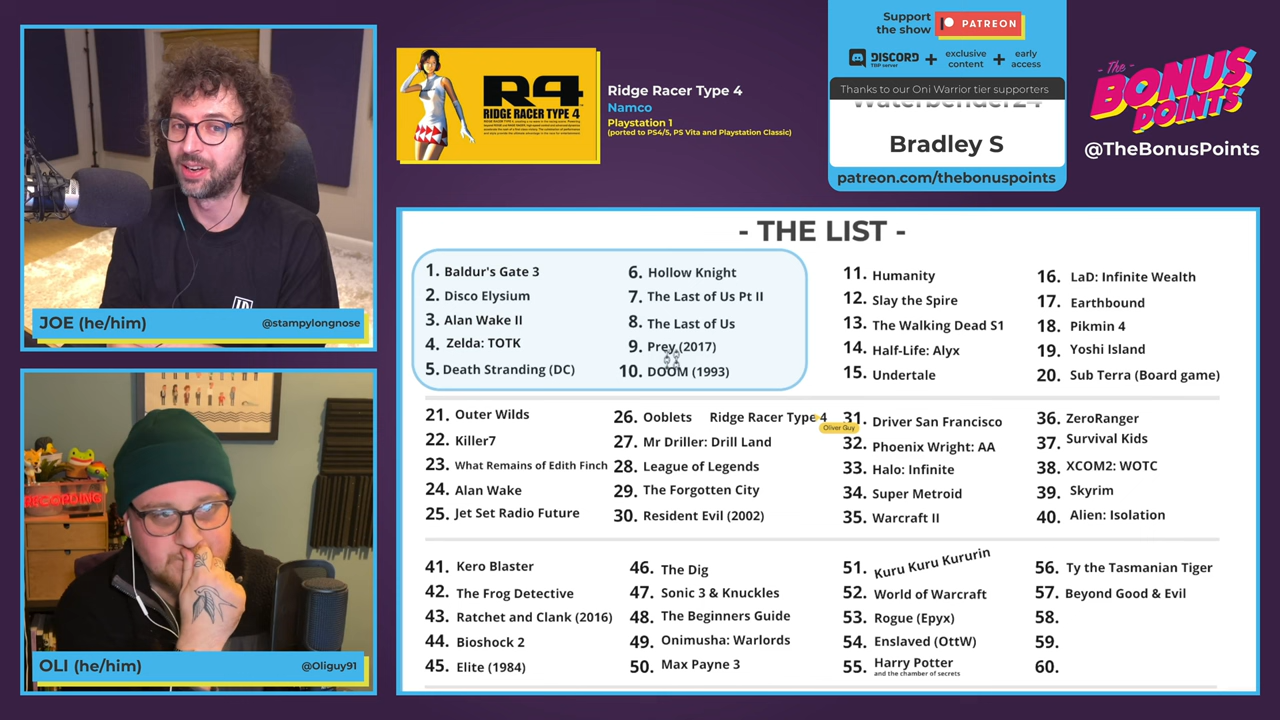 JOE (he/him)
@stampylongnose
RECORDING
OLI (he/him)
@Oliguy91
R4
RIDGE RACER TYPE 4
Ridge Racer Type 4
Namco
Playstation 1
(ported to PS4/5, PS Vita and Playstation Classic)
Support
the show
PATREON
DISCORD
TOP server
+
exclusive
content
+
early
access
Thanks to our Oni Warrior tier supporters
Bradley S
patreon.com/thebonuspoints
- The -
BONUS
POINTS
@TheBonusPoints
- THE LIST -
1. Baldur's Gate 3
2. Disco Elysium
3. Alan Wake II
4. Zelda: TOTK
5. Death Stranding (DC)
6. Hollow Knight
7. The Last of Us Pt II
8. The Last of Us
9. Prey (2017)
10. DOOM (1993)
11. Humanity
12. Slay the Spire
13. The Walking Dead S1
14. Half-Life: Alyx
15. Undertale
16. LaD: Infinite Wealth
17. Earthbound
18. Pikmin 4
19. Yoshi Island
20. Sub Terra (Board game)
21. Outer Wilds
22. Killer7
23. What Remains of Edith Finch
24. Alan Wake
25. Jet Set Radio Future
26. Ooblets
Ridge Racer Type 4
Oliver Guy
27. Mr Driller: Drill Land
28. League of Legends
29. The Forgotten City
30. Resident Evil (2002)
31. Driver San Francisco
32. Phoenix Wright: AA
33. Halo: Infinite
34. Super Metroid
35. Warcraft II
36. ZeroRanger
37. Survival Kids
38. XCOM2: WOTC
39. Skyrim
40. Alien: Isolation
41. Kero Blaster
42. The Frog Detective
43. Ratchet and Clank (2016)
44. Bioshock 2
45. Elite (1984)
46. The Dig
47. Sonic 3 & Knuckles
48. The Beginners Guide
49. Onimusha: Warlords
50. Max Payne 3
51. Kuru Kuru Kururin
52. World of Warcraft
53. Rogue (Epyx)
54. Enslaved (OttW)
55. Harry Potter
and the chamber of secrets
56. Ty the Tasmanian Tiger
57. Beyond Good & Evil
58.
59.
60.